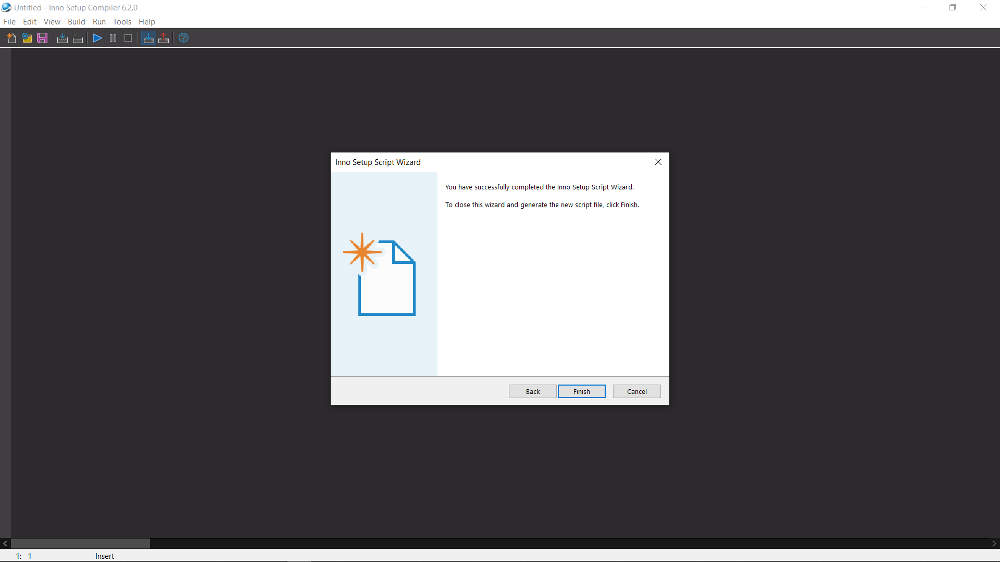 Untitled - Inno Setup Compiler 6.2.0
File Edit View Build Run Tools Help
Inno Setup Script Wizard
You have successfully completed the Inno Setup Script Wizard.
To close this wizard and generate the new script file, click Finish.
Back Finish Cancel
1: 1 Insert